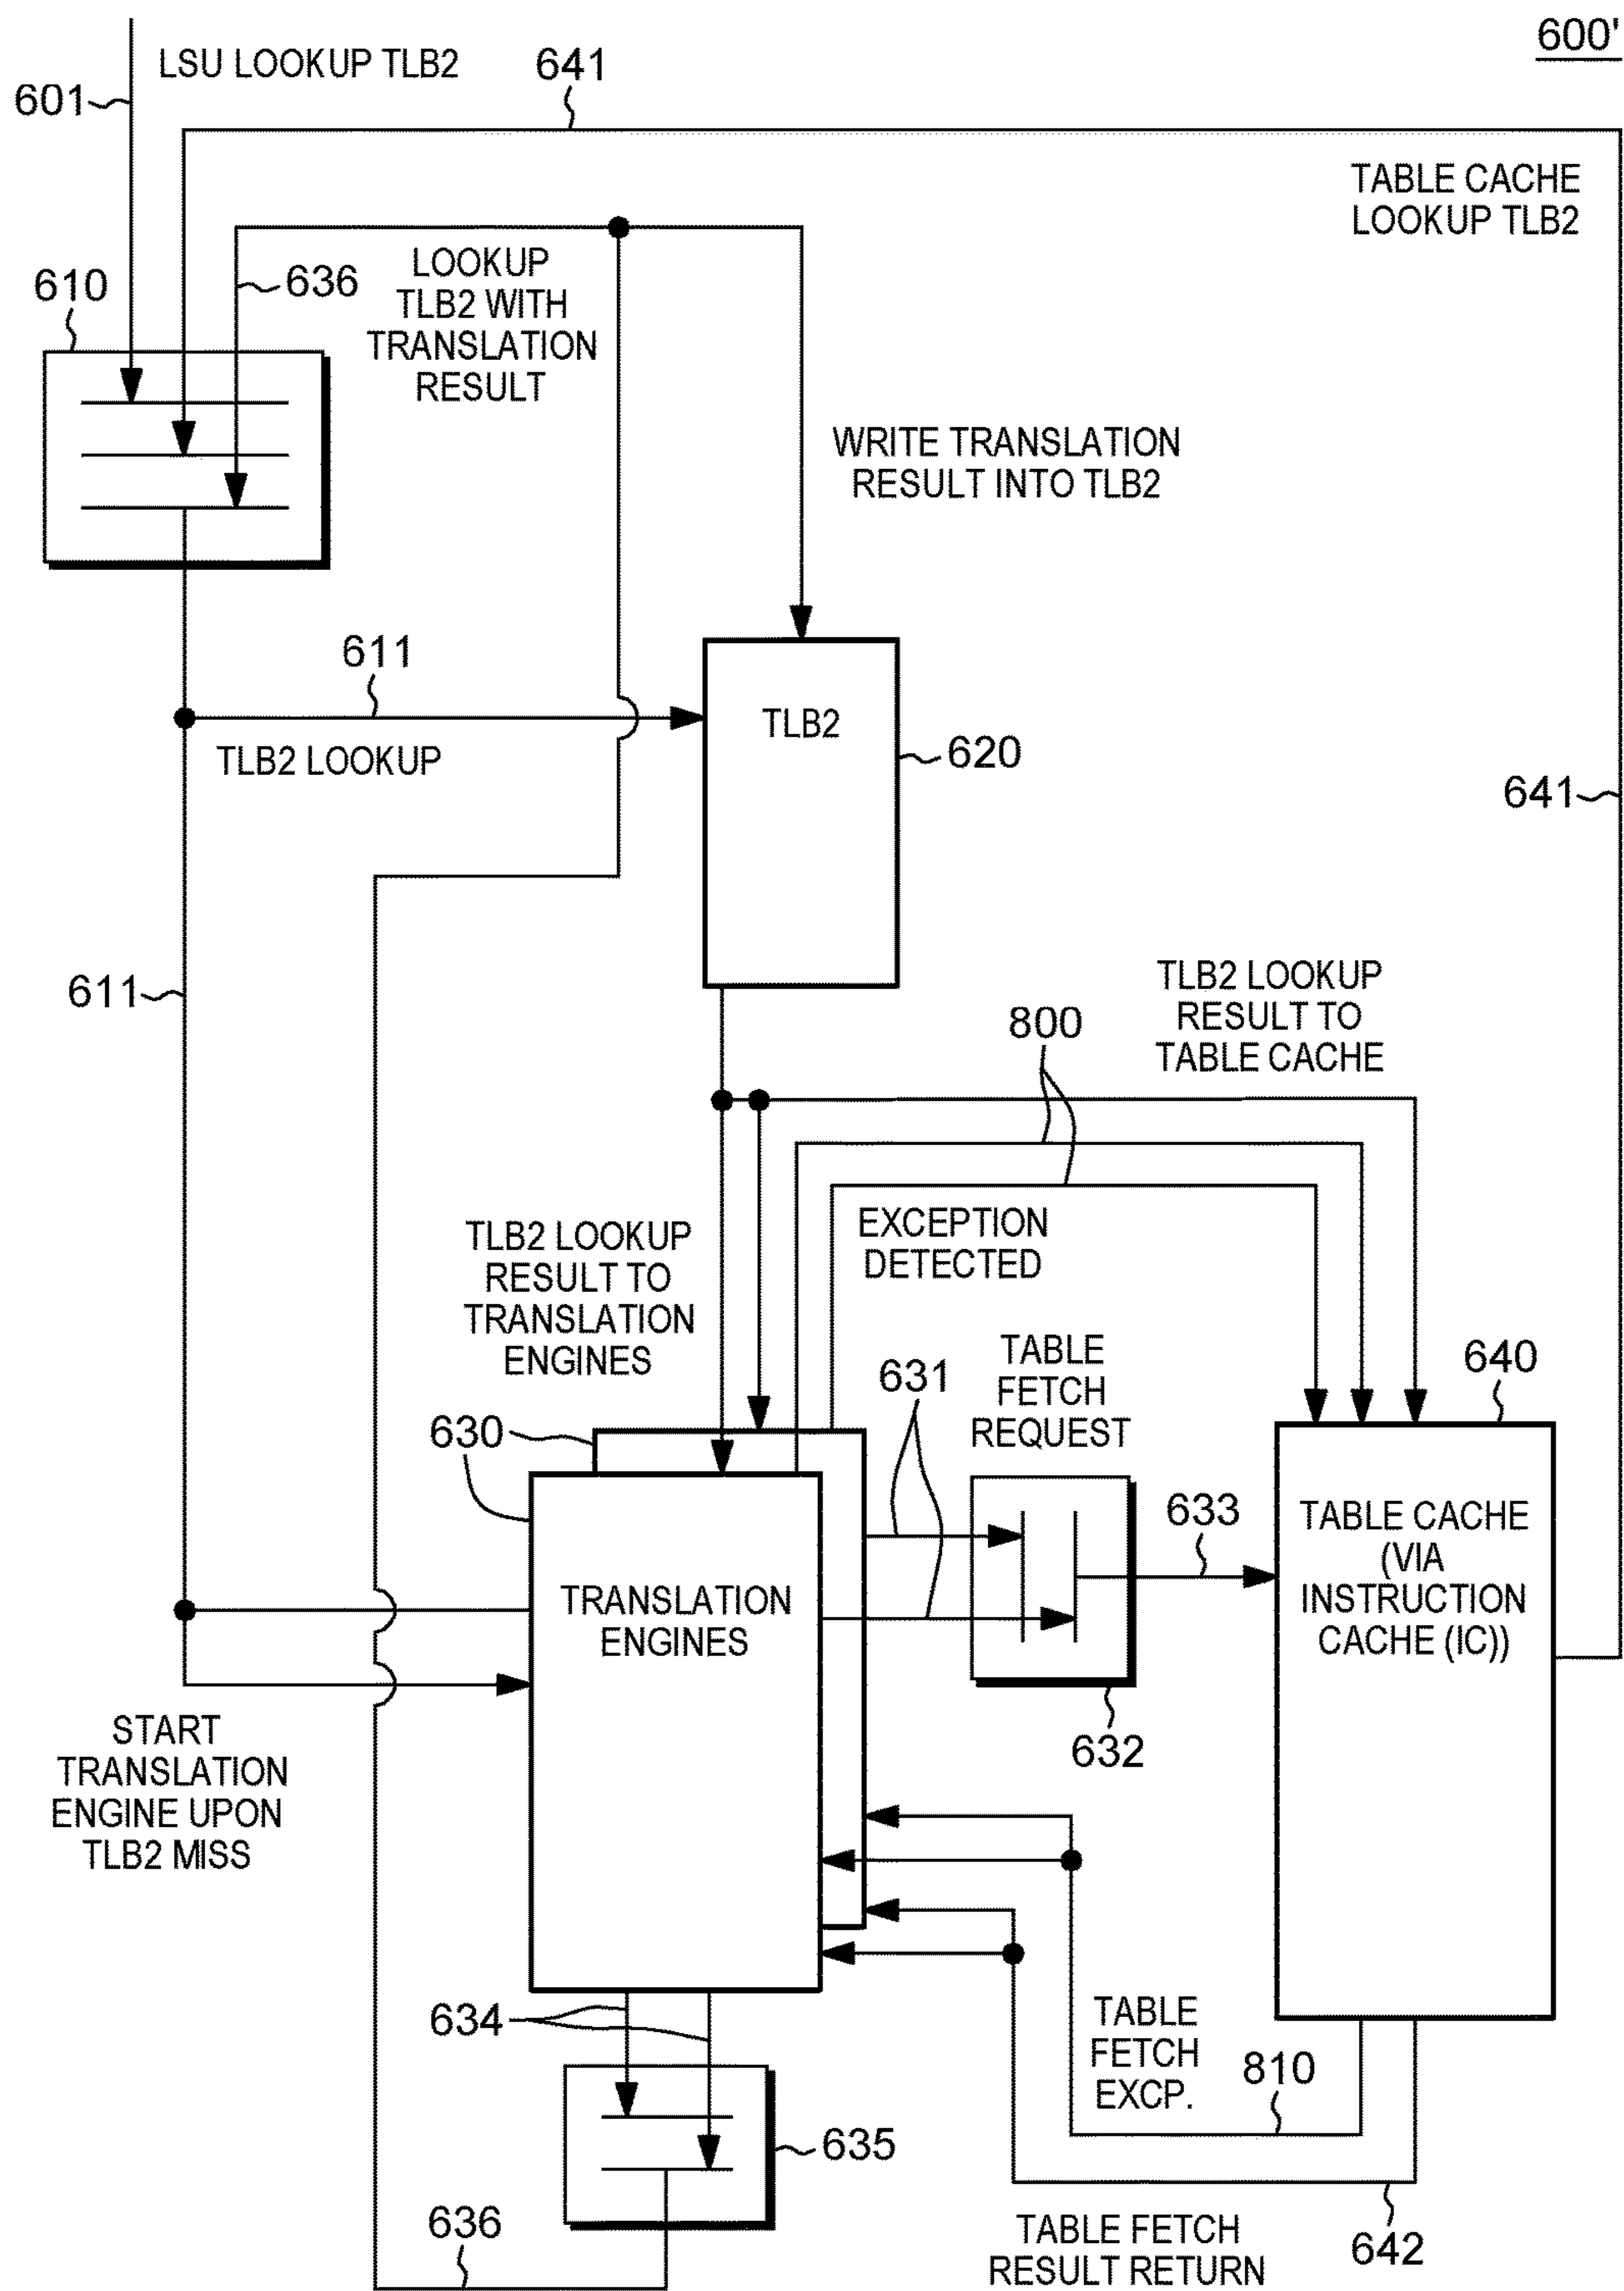 600'
LSU LOOKUP TLB2
641
601
TABLE CACHE
LOOKUP TLB2
610
636
LOOKUP
TLB2 WITH
TRANSLATION
RESULT
WRITE TRANSLATION
RESULT INTO TLB2
611
TLB2 LOOKUP
TLB2
620
641
611
800
TLB2 LOOKUP
RESULT TO
TABLE CACHE
TLB2 LOOKUP
RESULT TO
TRANSLATION
ENGINES
EXCEPTION
DETECTED
630
631
TABLE
FETCH
REQUEST
640
TRANSLATION
ENGINES
633
TABLE CACHE
(VIA
INSTRUCTION
CACHE (IC))
632
START
TRANSLATION
ENGINE UPON
TLB2 MISS
634
635
636
TABLE
FETCH
EXCP.
810
TABLE FETCH
RESULT RETURN
642